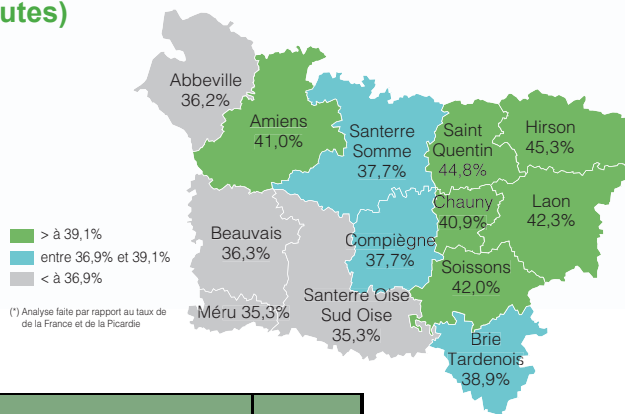 utes)
Abbeville
36,2%
Amiens
41,0%
Santerre
Somme
37,7%
Saint
Quentin
44,8%
Hirson
45,3%
Chauny
40,9%
Laon
42,3%
Beauvais
36,3%
Compiègne
37,7%
Soissons
42,0%
Méru 35,3%
Santerre Oise
Sud Oise
35,3%
Brie
Tardenois
38,9%
> à 39,1%
entre 36,9% et 39,1%
< à 36,9%
(*) Analyse faite par rapport au taux de
de la France et de la Picardie